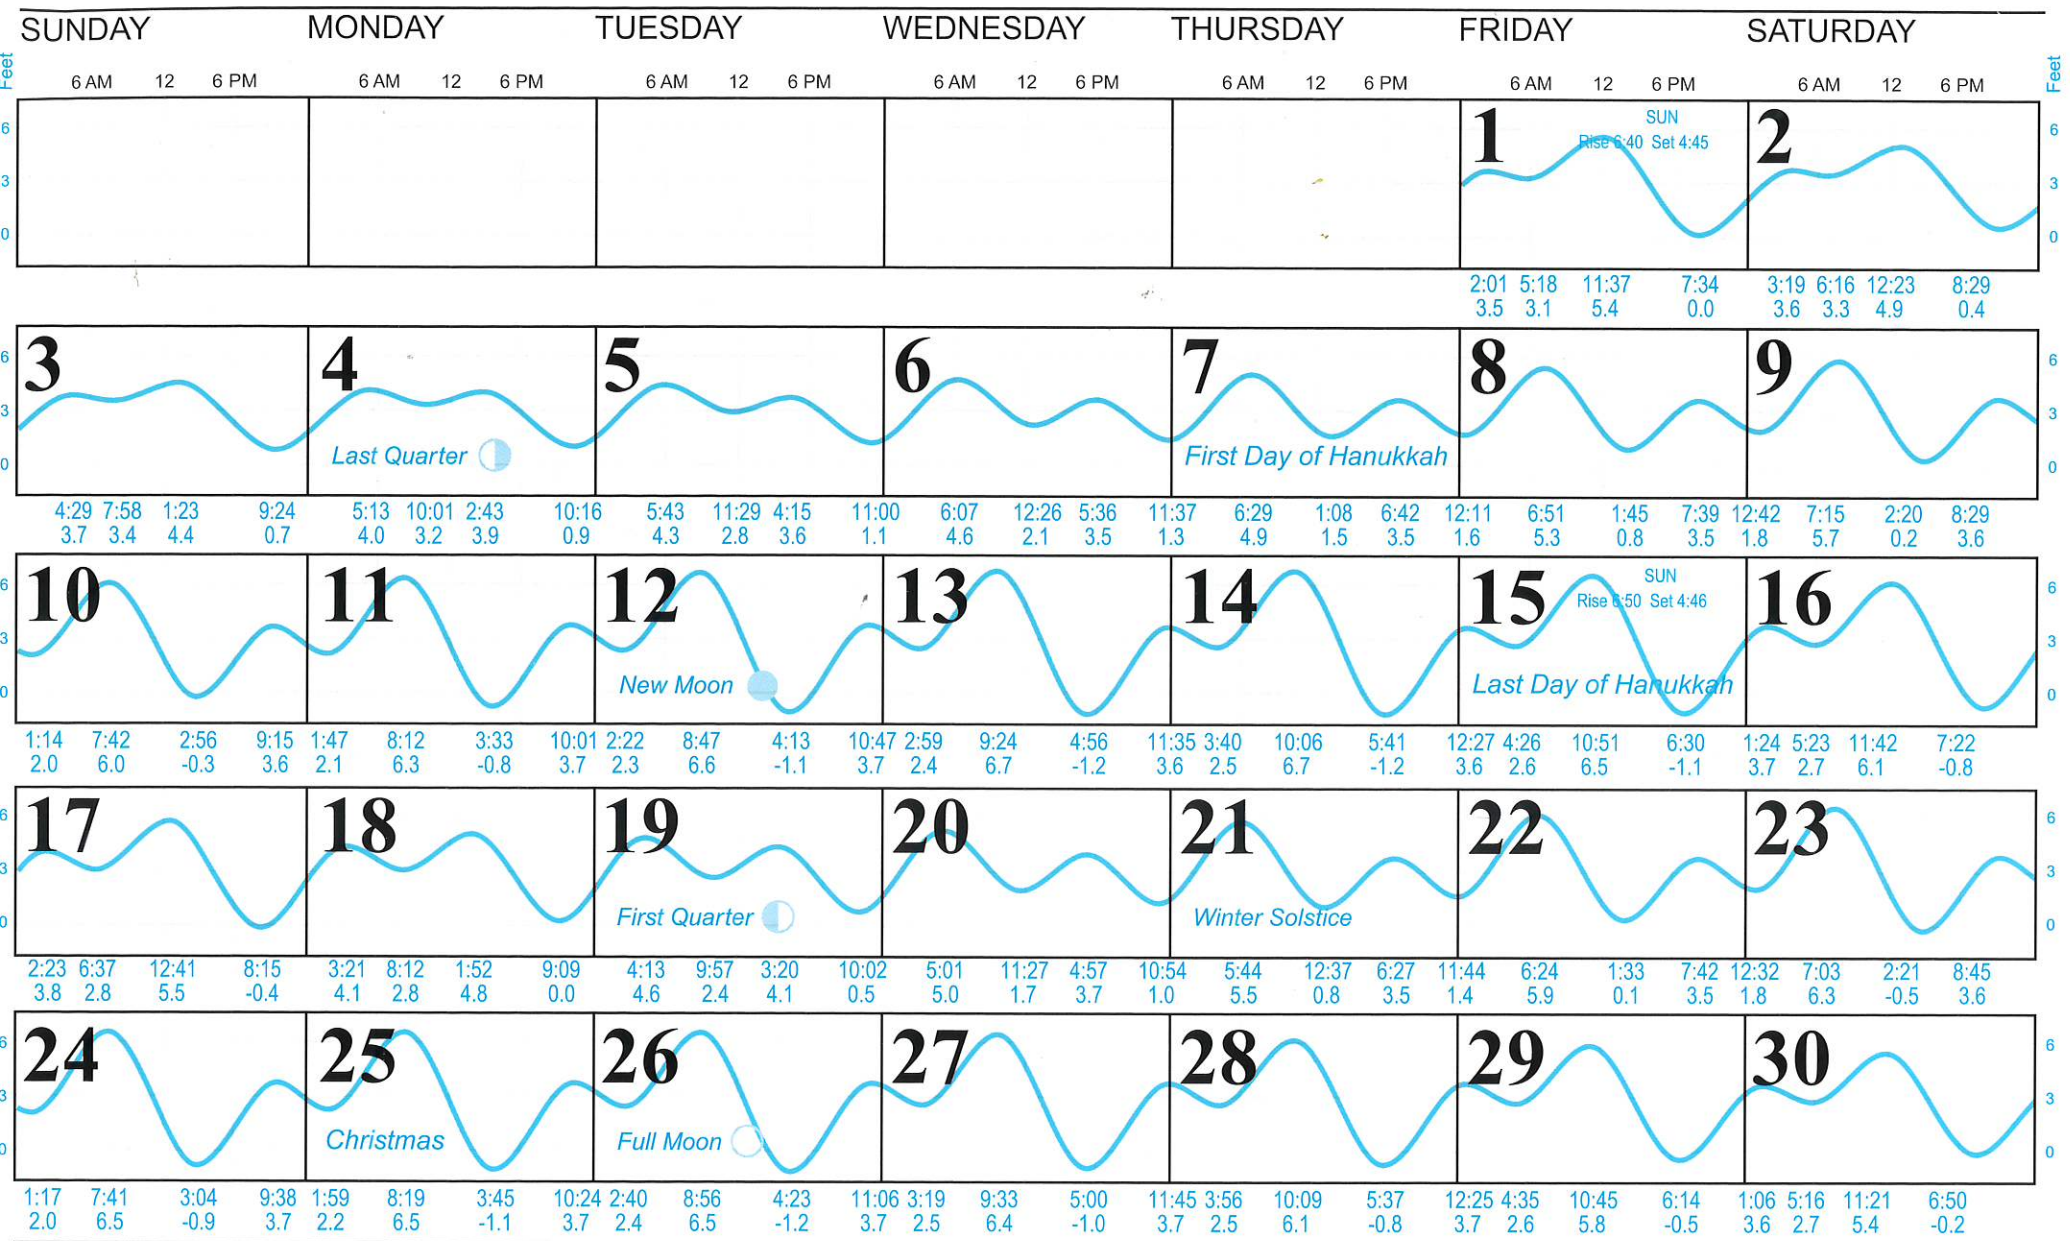 SUNDAY MONDAY TUESDAY WEDNESDAY THURSDAY FRIDAY SATURDAY
Feet 6 AM 12 6 PM 6 AM 12 6 PM 6 AM 12 6 PM 6 AM 12 6 PM 6 AM 12 6 PM 6 AM 12 6 PM 6 AM 12 6 PM Feet
6 1 SUN 2 6
Rise 6:40 Set 4:45
3 3
0 0
2:01 5:18 11:37 7:34 3:19 6:16 12:23 8:29
3.5 3.1 5.4 0.0 3.6 3.3 4.9 0.4
6 3 4 5 6 7 8 9 6
3 3
Last Quarter First Day of Hanukkah
0 0
4:29 7:58 1:23 9:24 5:13 10:01 2:43 10:16 5:43 11:29 4:15 11:00 6:07 12:26 5:36 11:37 6:29 1:08 6:42 12:11 6:51 1:45 7:39 12:42 7:15 2:20 8:29
3.7 3.4 4.4 0.7 4.0 3.2 3.9 0.9 4.3 2.8 3.6 1.1 4.6 2.1 3.5 1.3 4.9 1.5 3.5 1.6 5.3 0.8 3.5 1.8 5.7 0.2 3.6
6 10 11 12 13 14 15 SUN 16 6
Rise 6:50 Set 4:46
3 3
New Moon Last Day of Hanukkah
0 0
1:14 7:42 2:56 9:15 1:47 8:12 3:33 10:01 2:22 8:47 4:13 10:47 2:59 9:24 4:56 11:35 3:40 10:06 5:41 12:27 4:26 10:51 6:30 1:24 5:23 11:42 7:22
2.0 6.0 -0.3 3.6 2.1 6.3 -0.8 3.7 2.3 6.6 -1.1 3.7 2.4 6.7 -1.2 3.6 2.5 6.7 -1.2 3.6 2.6 6.5 -1.1 3.7 2.7 6.1 -0.8
6 17 18 19 20 21 22 23 6
3 3
First Quarter Winter Solstice
0 0
2:23 6:37 12:41 8:15 3:21 8:12 1:52 9:09 4:13 9:57 3:20 10:02 5:01 11:27 4:57 10:54 5:44 12:37 6:27 11:44 6:24 1:33 7:42 12:32 7:03 2:21 8:45
3.8 2.8 5.5 -0.4 4.1 2.8 4.8 0.0 4.6 2.4 4.1 0.5 5.0 1.7 3.7 1.0 5.5 0.8 3.5 1.4 5.9 0.1 3.5 1.8 6.3 -0.5 3.6
6 24 25 26 27 28 29 30 6
3 3
Christmas Full Moon
0 0
1:17 7:41 3:04 9:38 1:59 8:19 3:45 10:24 2:40 8:56 4:23 11:06 3:19 9:33 5:00 11:45 3:56 10:09 5:37 12:25 4:35 10:45 6:14 1:06 5:16 11:21 6:50
2.0 6.5 -0.9 3.7 2.2 6.5 -1.1 3.7 2.4 6.5 -1.2 3.7 2.5 6.4 -1.0 3.7 2.5 6.1 -0.8 3.7 2.6 5.8 -0.5 3.6 2.7 5.4 -0.2